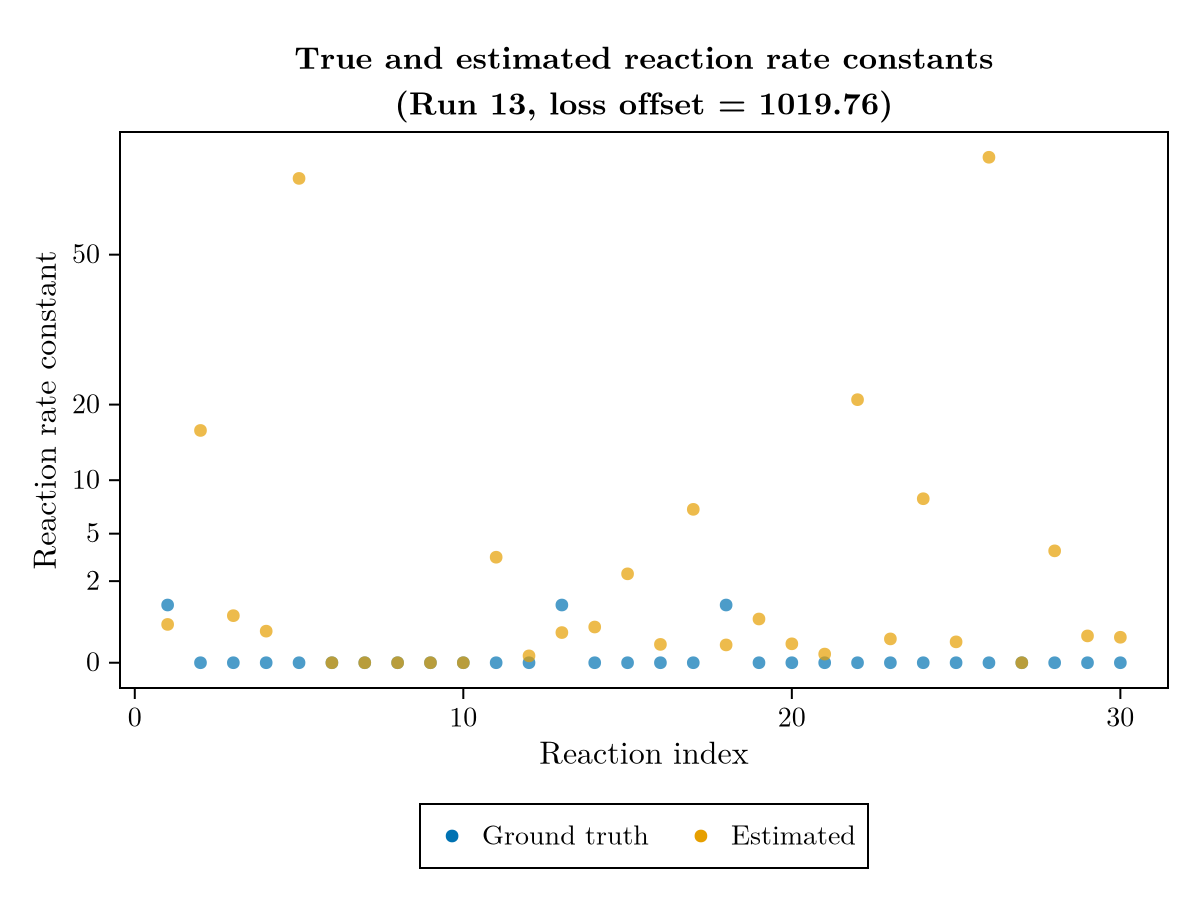 True and estimated reaction rate constants
(Run 13, loss offset = 1019.76)
Reaction rate constant
50
20
10
5
2
0
0 10 20 30
Reaction index
Ground truth Estimated